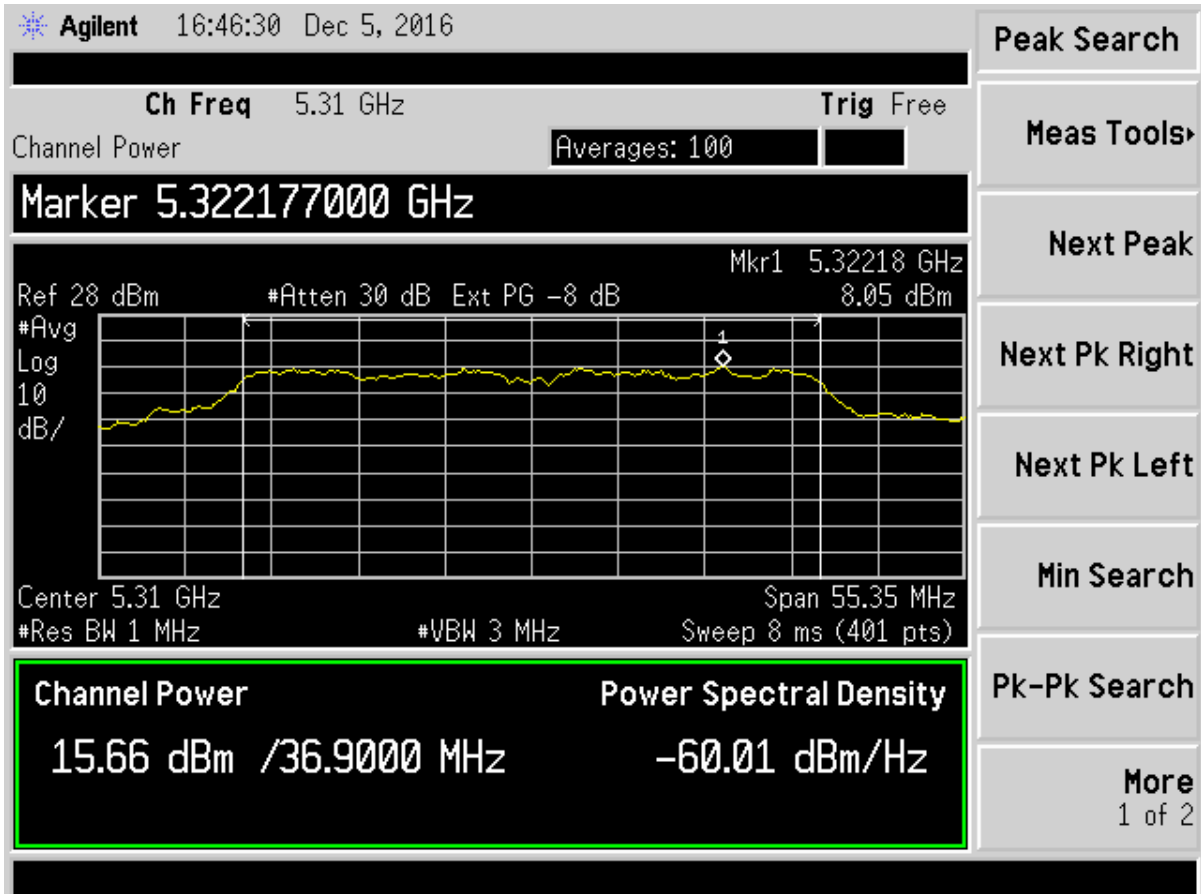 Agilent 16:46:30 Dec 5, 2016
Ch Freq 5.31 GHz Trig Free
Channel Power Averages: 100
Marker 5.322177000 GHz
Mkr1 5.32218 GHz
Ref 28 dBm #Atten 30 dB Ext PG -8 dB 8.05 dBm
#Avg
Log
10
dB/
1
Center 5.31 GHz Span 55.35 MHz
#Res BW 1 MHz #VBW 3 MHz Sweep 8 ms (401 pts)
Channel Power Power Spectral Density
15.66 dBm /36.9000 MHz -60.01 dBm/Hz
Peak Search
Meas Tools▸
Next Peak
Next Pk Right
Next Pk Left
Min Search
Pk-Pk Search
More
1 of 2